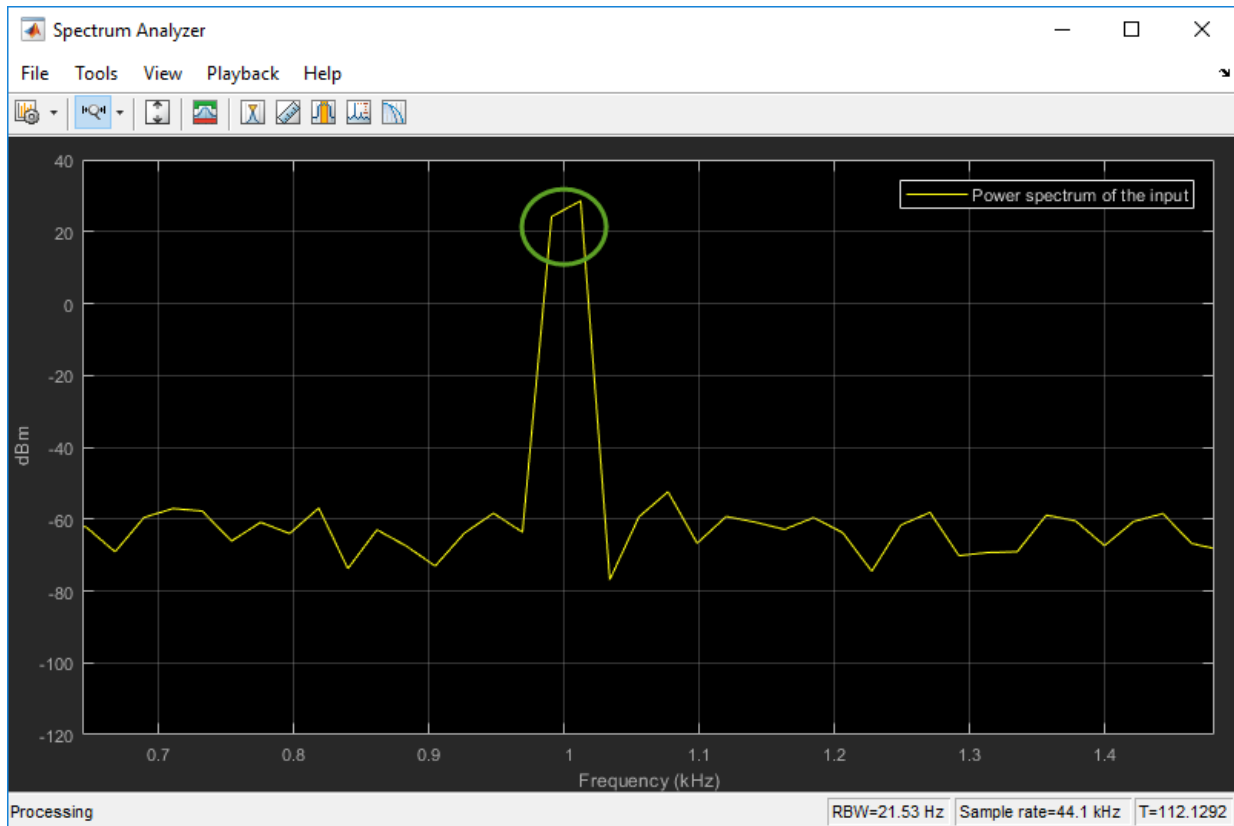 Spectrum Analyzer
File Tools View Playback Help
Power spectrum of the input
40
20
0
-20
-40
-60
-80
-100
-120
dBm
0.7 0.8 0.9 1 1.1 1.2 1.3 1.4
Frequency (kHz)
Processing RBW=21.53 Hz Sample rate=44.1 kHz T=112.1292